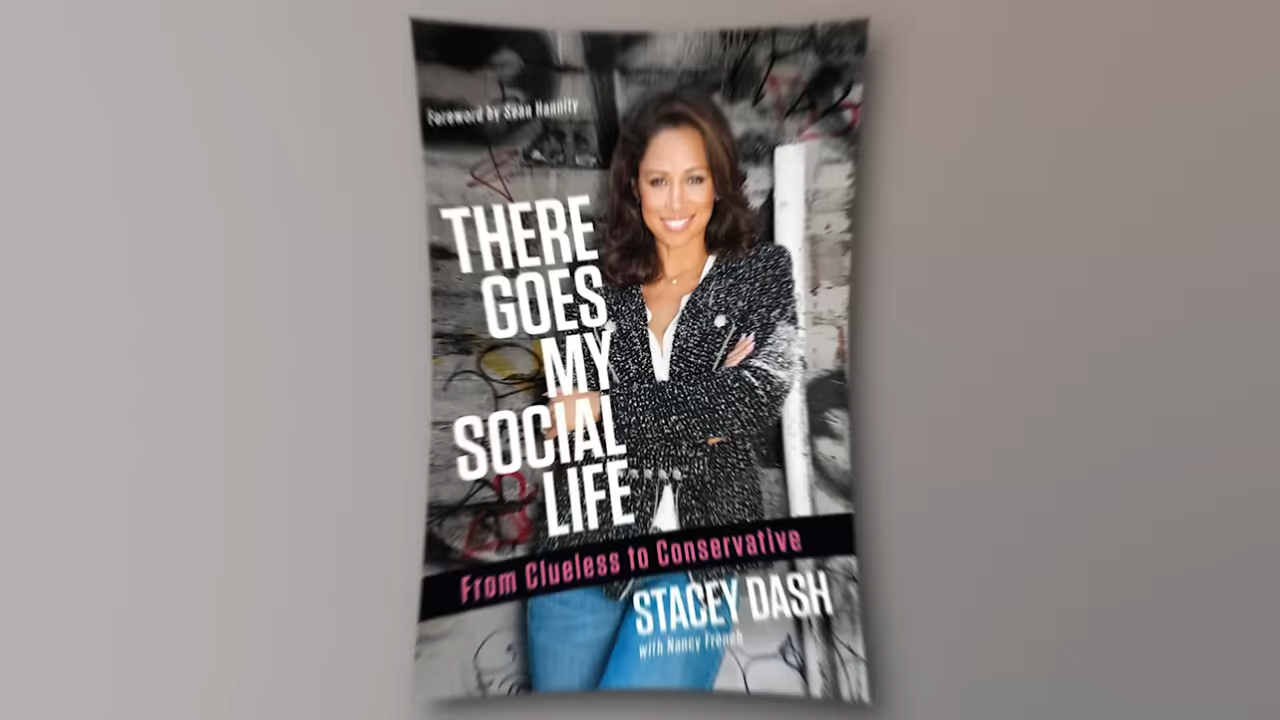 Foreword by Sean Hannity
THERE
GOES
MY
SOCIAL
LIFE
From Clueless to Conservative
STACEY DASH
with Nancy French